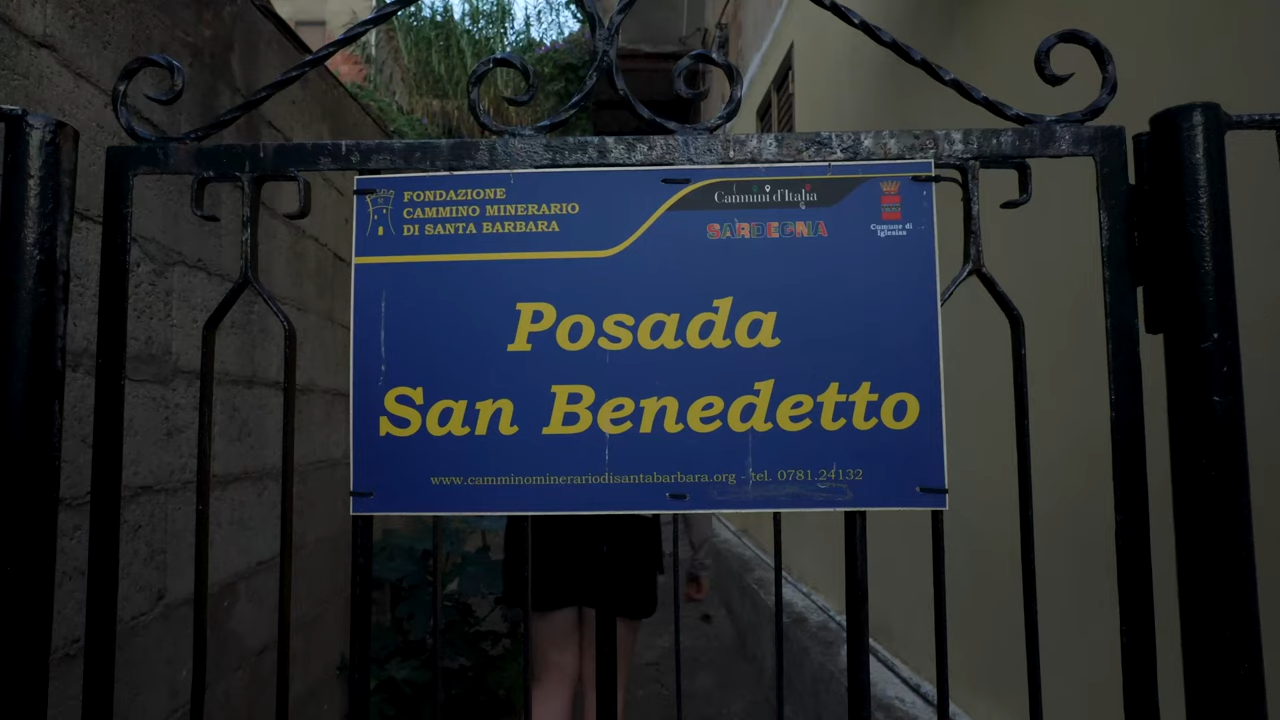 FONDAZIONE
CAMMINO MINERARIO
DI SANTA BARBARA
Cammini d'Italia
SARDEGNA
Comune di
Iglesias
Posada
San Benedetto
www.camminominerariodisantabarbara.org - tel. 0781.24132